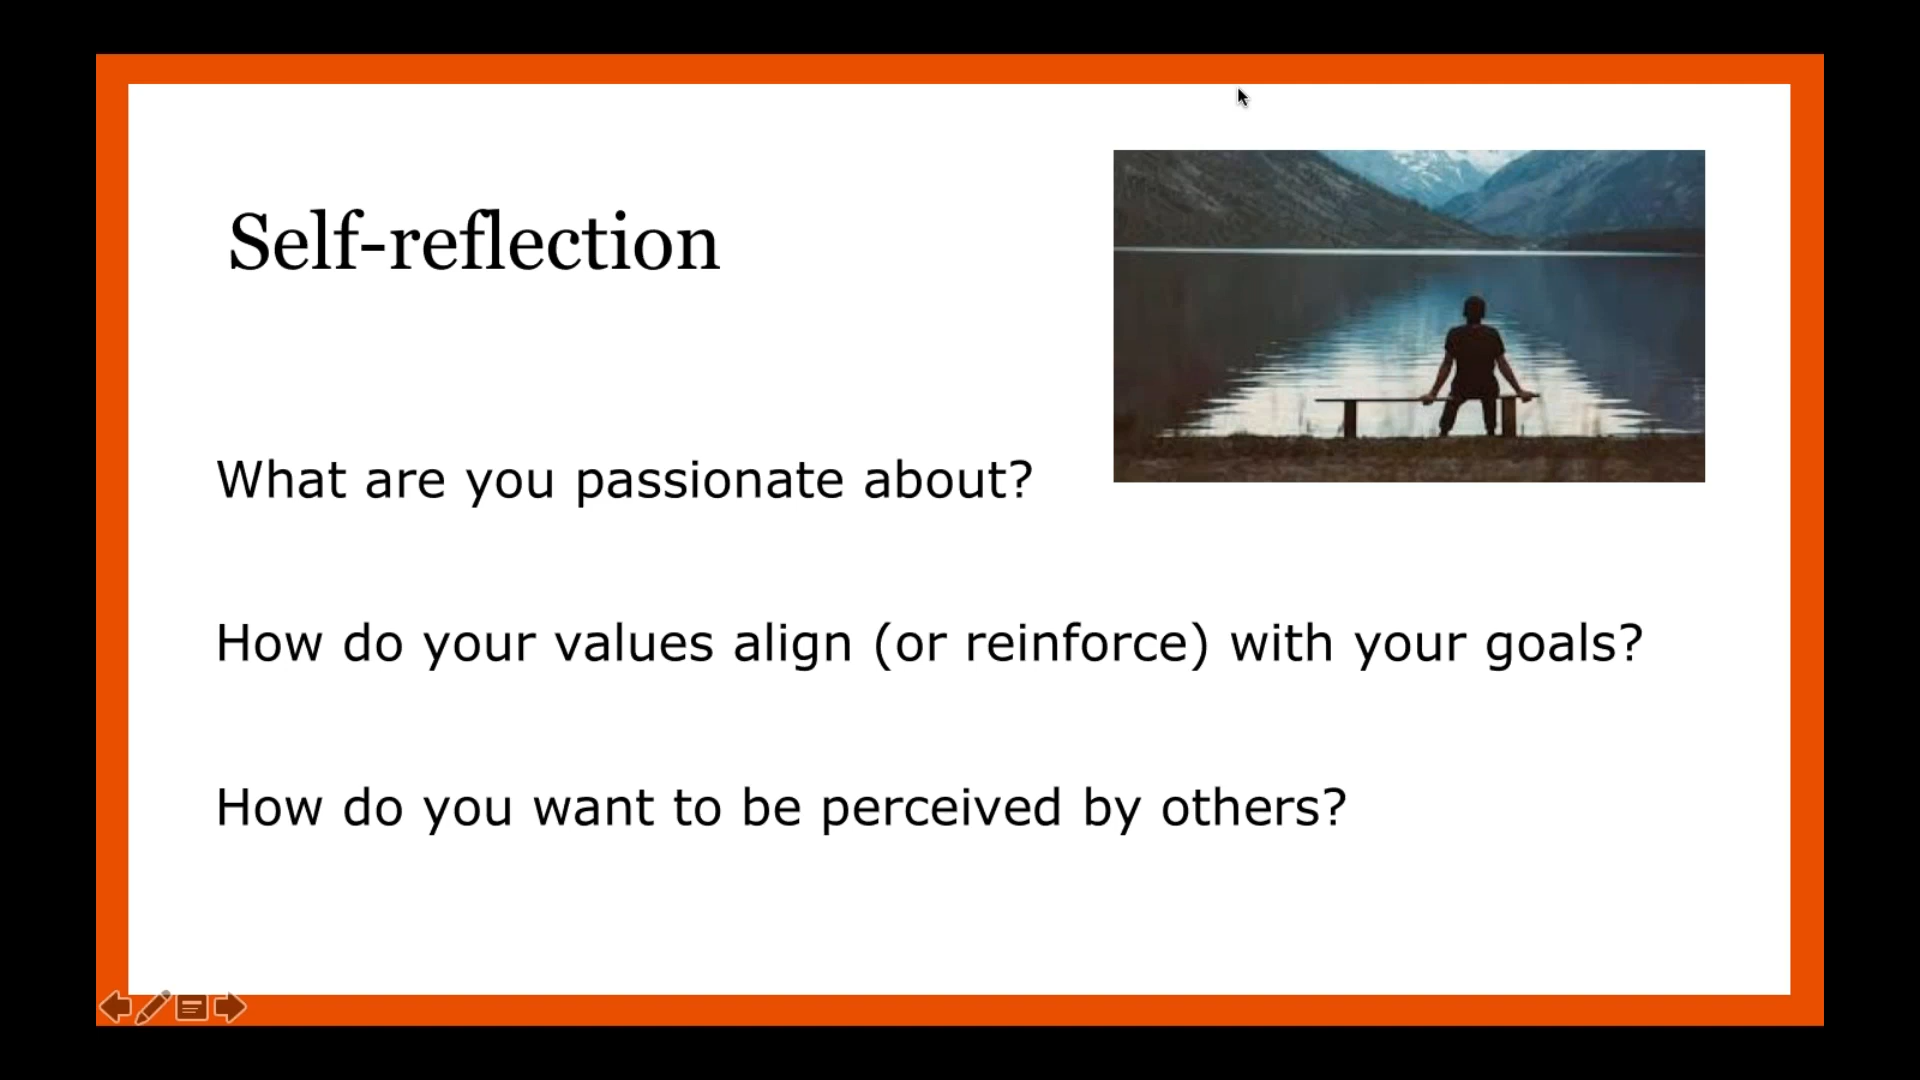 Self-reflection
What are you passionate about?
How do your values align (or reinforce) with your goals?
How do you want to be perceived by others?